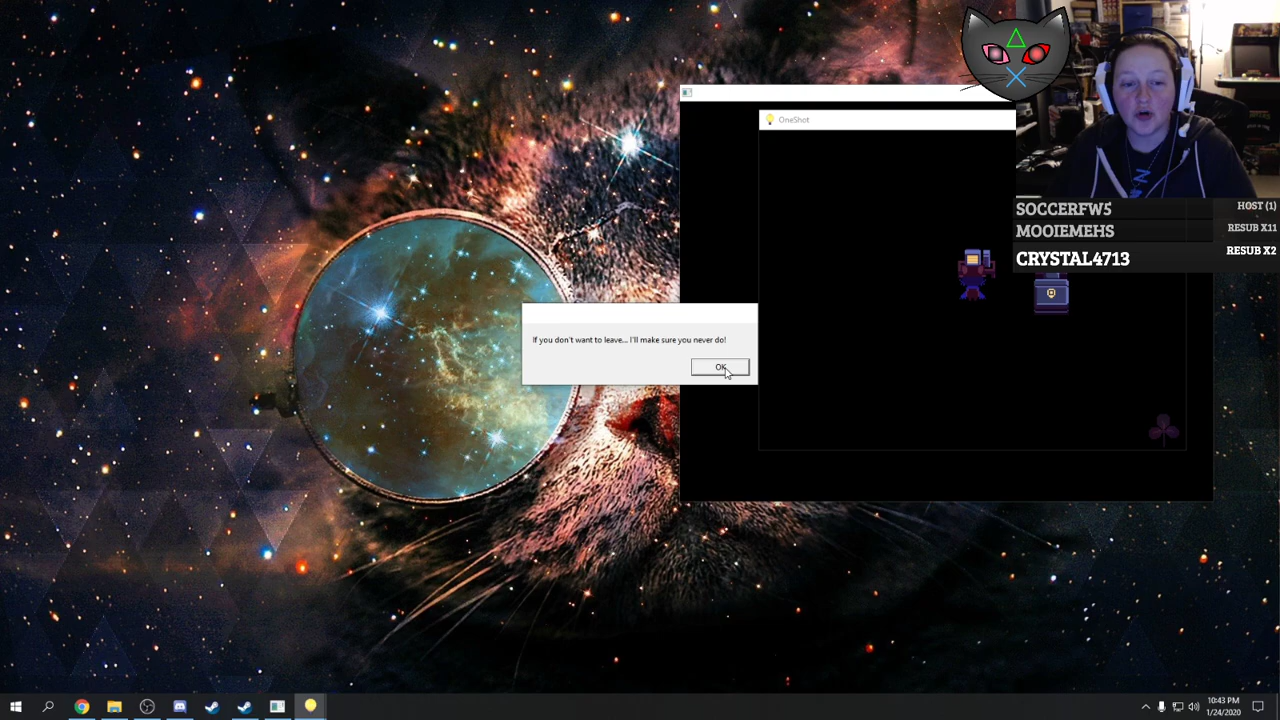 OneShot
SOCCERFW5
HOST (1)
MOOIEMEHS
RESUB X11
CRYSTAL4713
RESUB X2
If you don't want to leave... I'll make sure you never do!
OK
10:43 PM
1/24/2020